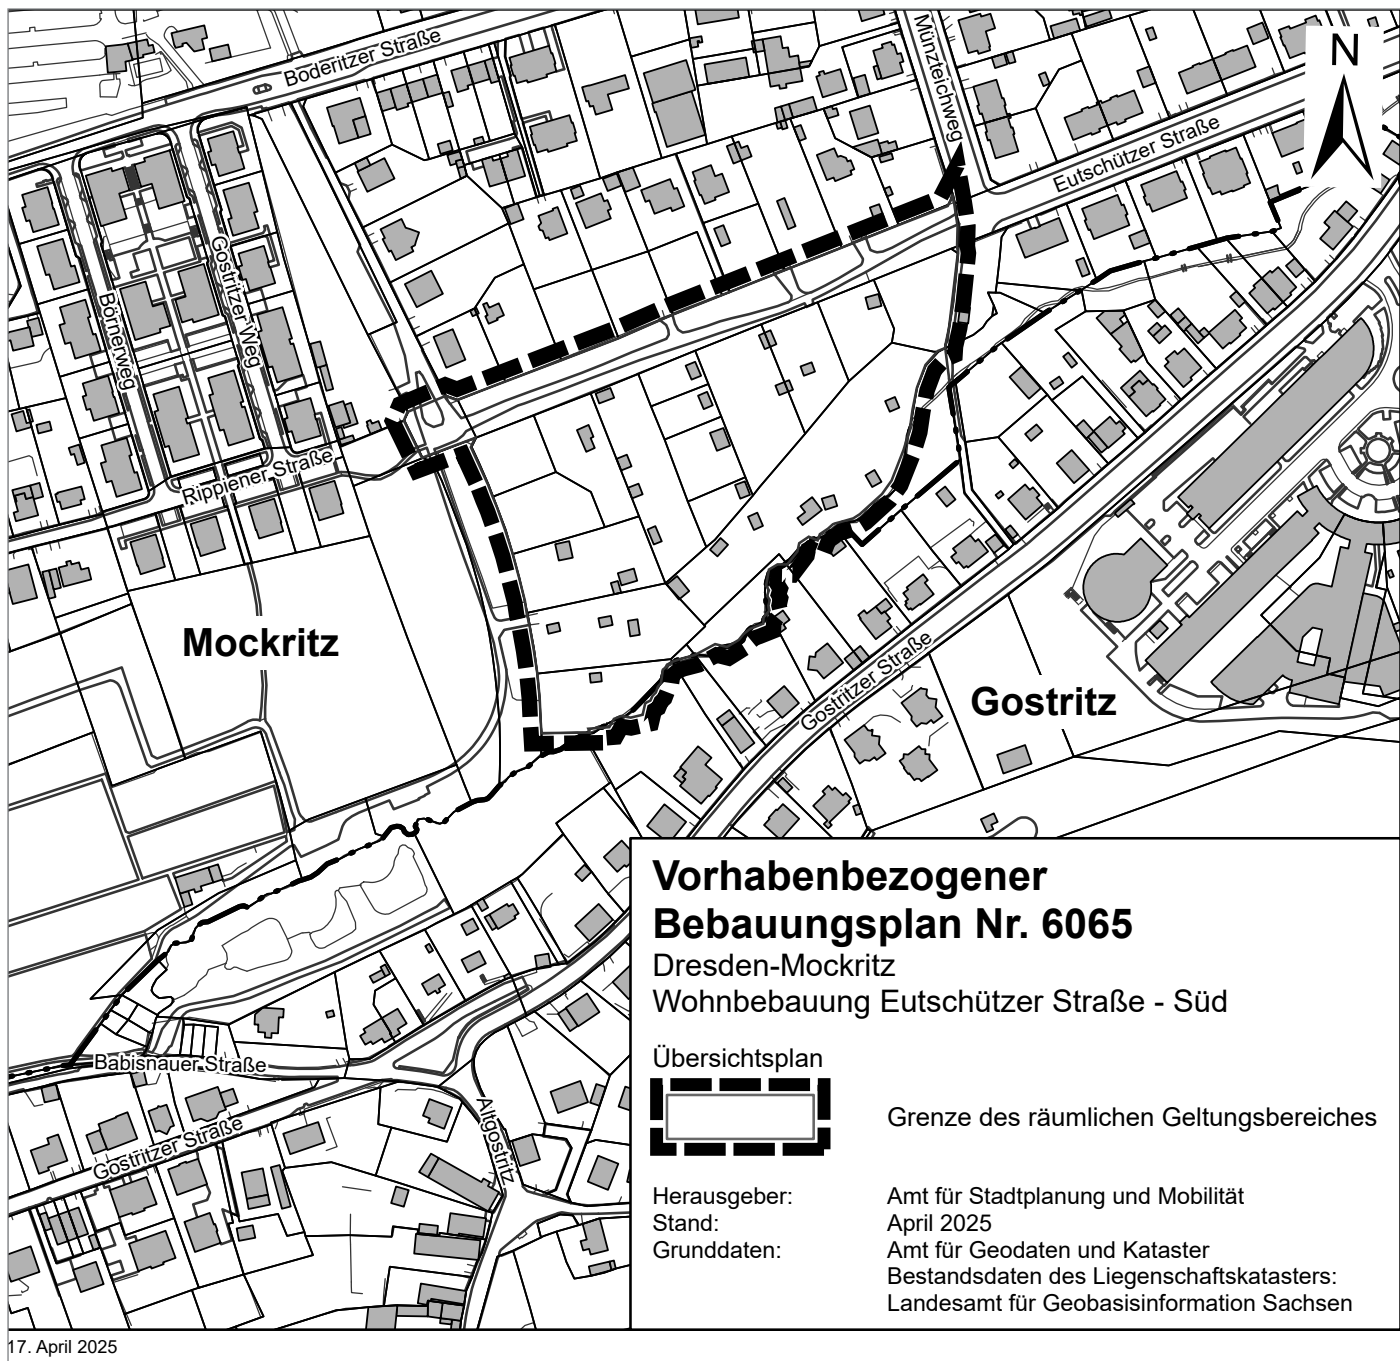 Boderitzer Straße
Münzteichweg
N
Eutschützer Straße
Gostritzer Weg
Börnerweg
Rippiener Straße
Mockritz
Gostritzer Straße
Gostritz
Vorhabenbezogener
Bebauungsplan Nr. 6065
Dresden-Mockritz
Wohnbebauung Eutschützer Straße - Süd
Übersichtsplan
Grenze des räumlichen Geltungsbereiches
Herausgeber: Amt für Stadtplanung und Mobilität
Stand: April 2025
Grunddaten: Amt für Geodaten und Kataster
Bestandsdaten des Liegenschaftskatasters:
Landesamt für Geobasisinformation Sachsen
Babisnauer Straße
Altgostritz
Gostritzer Straße
17. April 2025